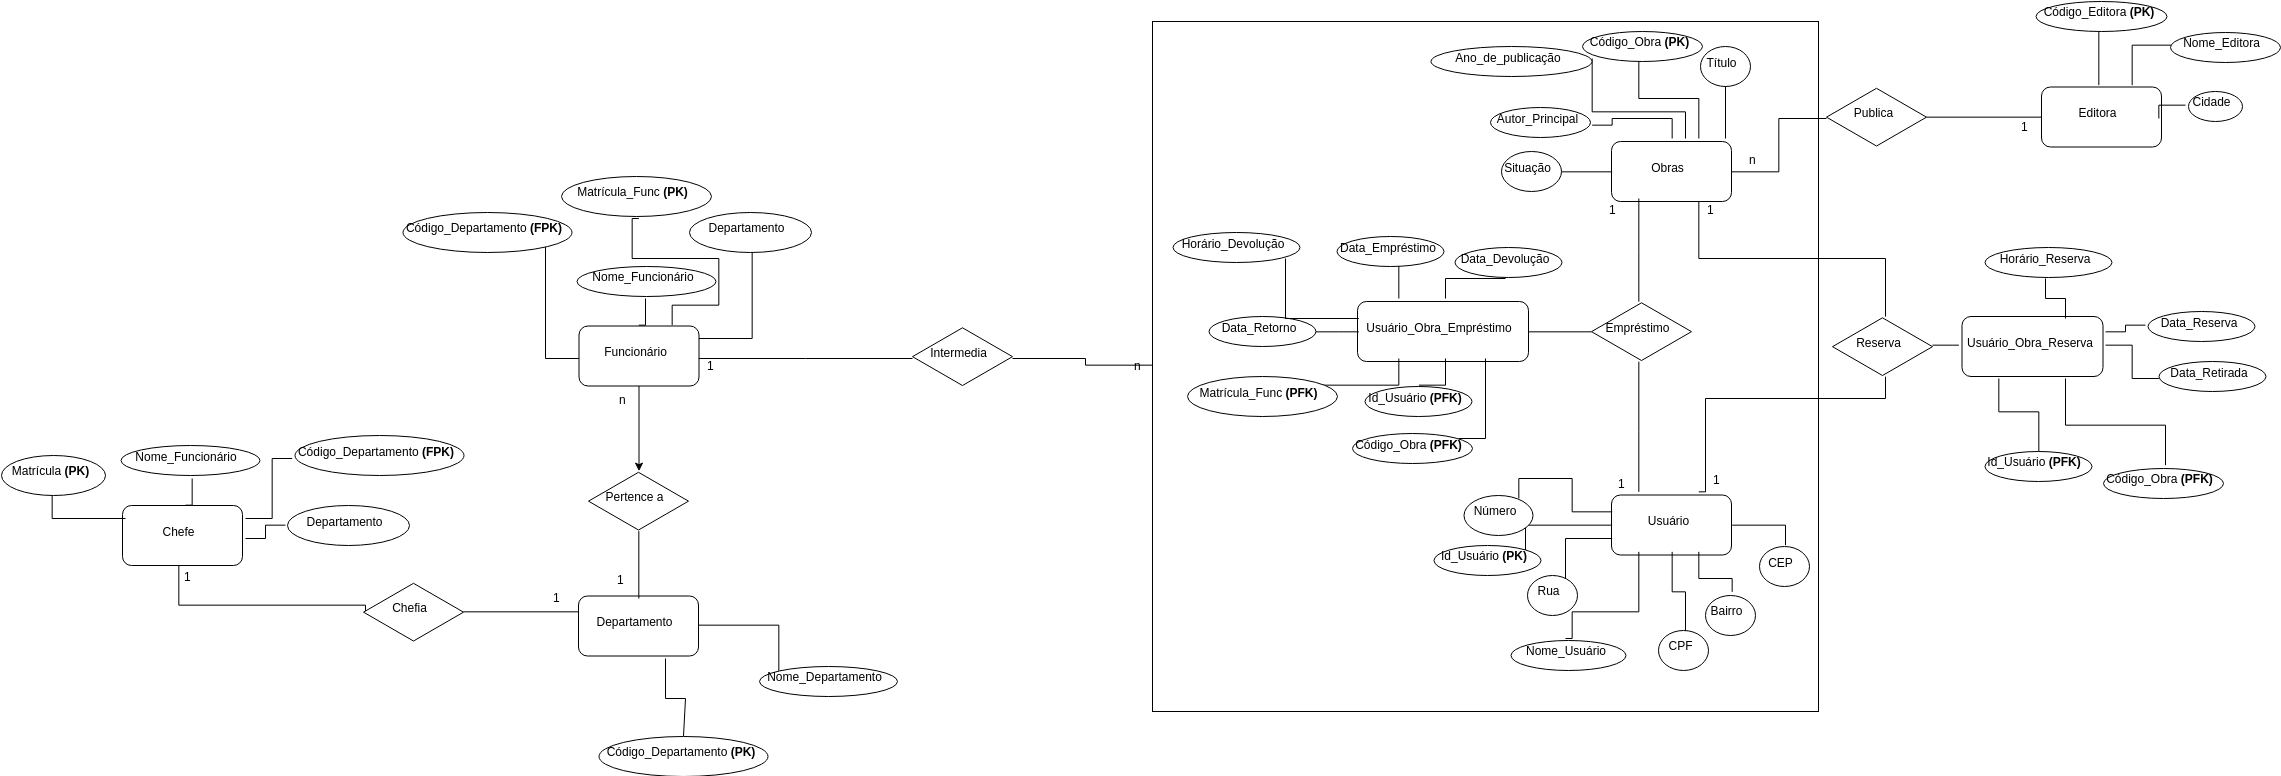 Código_Editora (PK)
Nome_Editora
Código_Obra (PK)
Ano_de_publicação
Título
Cidade
Publica
Editora
1
Autor_Principal
Situação
Obras
n
1
1
Matrícula_Func (PK)
Código_Departamento (FPK)
Departamento
Nome_Funcionário
Horário_Devolução
Data_Empréstimo
Data_Devolução
Horário_Reserva
Data_Retorno
Usuário_Obra_Empréstimo
Empréstimo
Reserva
Usuário_Obra_Reserva
Data_Reserva
Data_Retirada
Funcionário
1
Intermedia
n
Matrícula_Func (PFK)
Id_Usuário (PFK)
Código_Obra (PFK)
n
Matrícula (PK)
Nome_Funcionário
Código_Departamento (FPK)
Id_Usuário (PFK)
Código_Obra (PFK)
1
1
Pertence a
Número
Usuário
Departamento
Chefe
Id_Usuário (PK)
CEP
1
1
Rua
Chefia
1
Bairro
Departamento
Nome_Usuário
CPF
Nome_Departamento
Código_Departamento (PK)